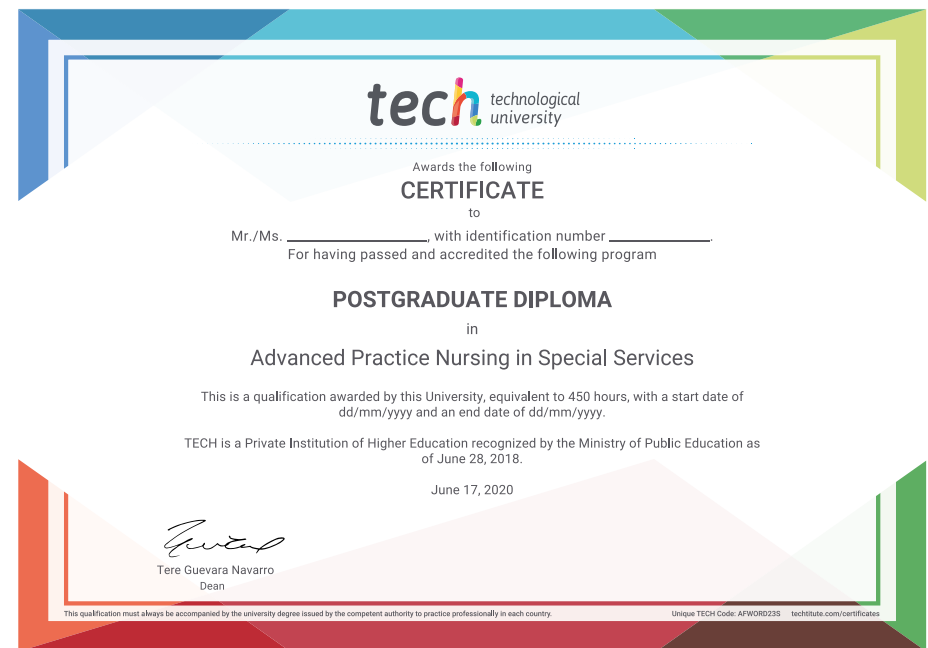 tech technological
university
Awards the following
CERTIFICATE
to
Mr./Ms. ____________, with identification number ____________.
For having passed and accredited the following program
POSTGRADUATE DIPLOMA
in
Advanced Practice Nursing in Special Services
This is a qualification awarded by this University, equivalent to 450 hours, with a start date of
dd/mm/yyyy and an end date of dd/mm/yyyy.
TECH is a Private Institution of Higher Education recognized by the Ministry of Public Education as
of June 28, 2018.
June 17, 2020
Tere Guevara Navarro
Dean
This qualification must always be accompanied by the university degree issued by the competent authority to practice professionally in each country. Unique TECH Code: AFWORD23S techtitute.com/certificates